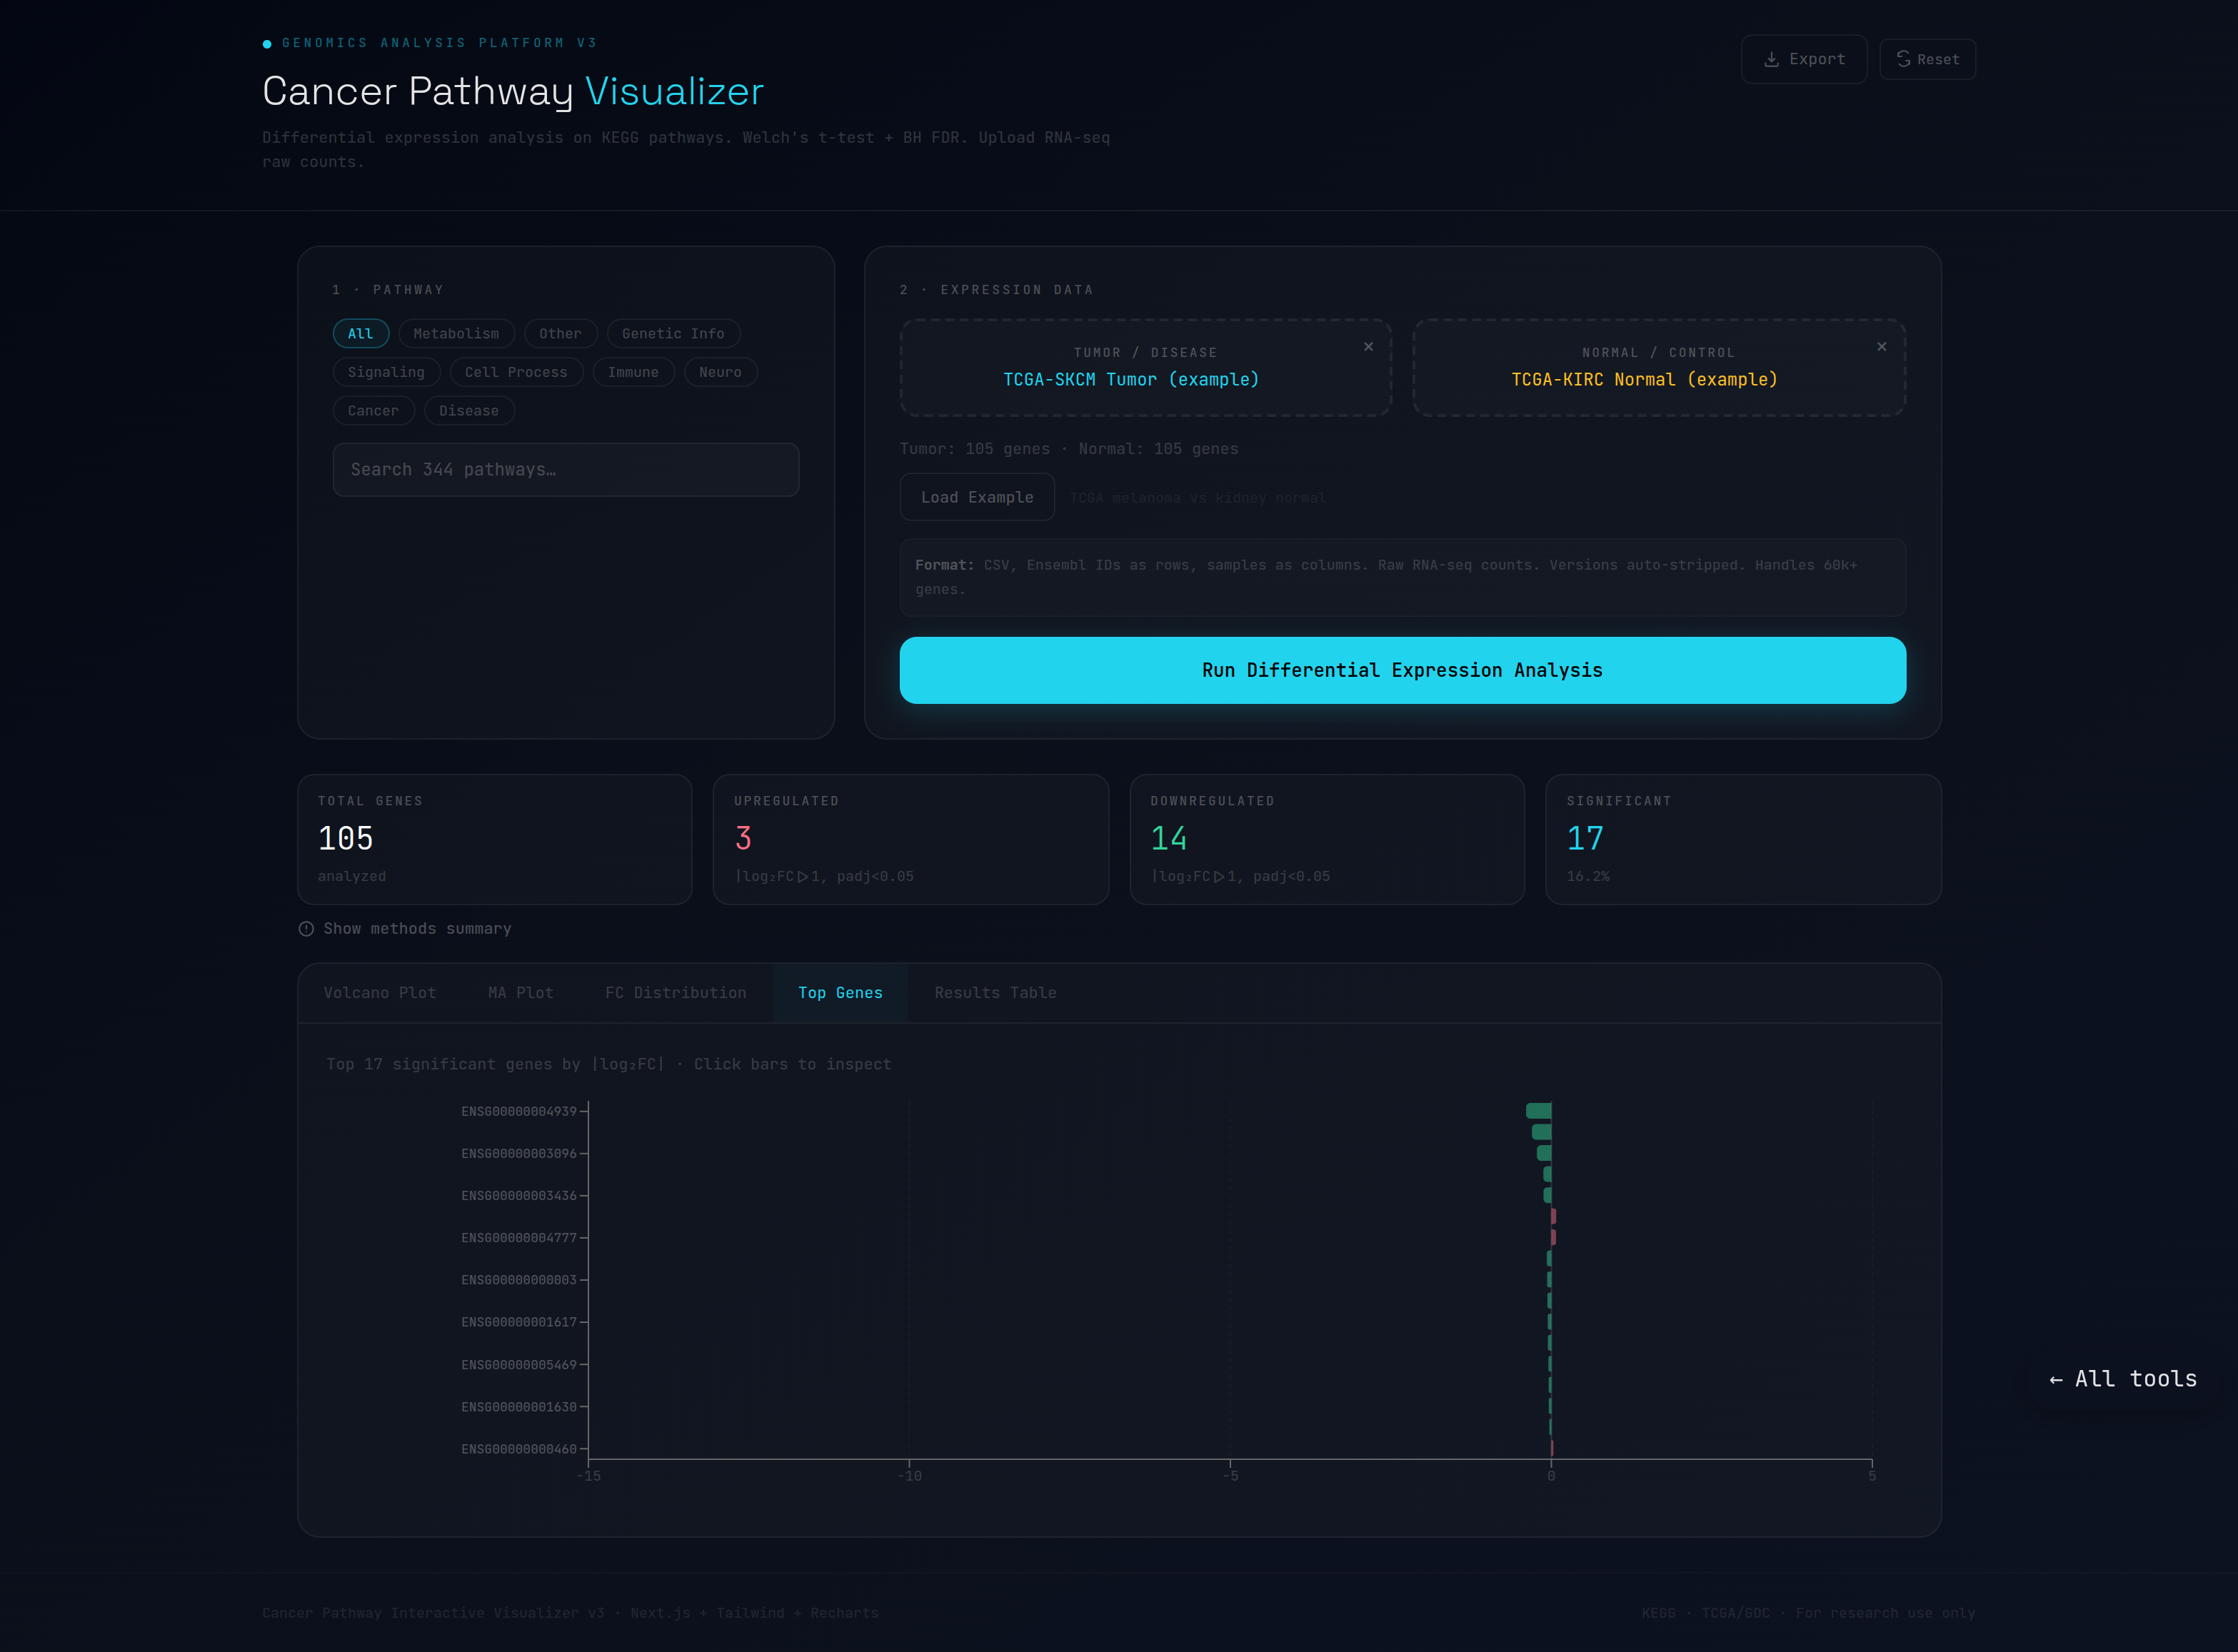 GENOMICS ANALYSIS PLATFORM V3
Cancer Pathway Visualizer
Differential expression analysis on KEGG pathways. Welch's t-test + BH FDR. Upload RNA-seq
raw counts.
Export
Reset
1 · PATHWAY
All
Metabolism
Other
Genetic Info
Signaling
Cell Process
Immune
Neuro
Cancer
Disease
Search 344 pathways…
2 · EXPRESSION DATA
TUMOR / DISEASE
×
TCGA-SKCM Tumor (example)
NORMAL / CONTROL
×
TCGA-KIRC Normal (example)
Tumor: 105 genes · Normal: 105 genes
Load Example
TCGA melanoma vs kidney normal
Format: CSV, Ensembl IDs as rows, samples as columns. Raw RNA-seq counts. Versions auto-stripped. Handles 60k+
genes.
Run Differential Expression Analysis
TOTAL GENES
105
analyzed
UPREGULATED
3
|log₂FC|>1, padj<0.05
DOWNREGULATED
14
|log₂FC|>1, padj<0.05
SIGNIFICANT
17
16.2%
Show methods summary
Volcano Plot
MA Plot
FC Distribution
Top Genes
Results Table
Top 17 significant genes by |log₂FC| · Click bars to inspect
ENSG00000004939
ENSG00000003096
ENSG00000003436
ENSG00000004777
ENSG00000000003
ENSG00000001617
ENSG00000005469
ENSG00000001630
ENSG00000000460
-15
-10
-5
0
5
← All tools
Cancer Pathway Interactive Visualizer v3 · Next.js + Tailwind + Recharts
KEGG · TCGA/GDC · For research use only